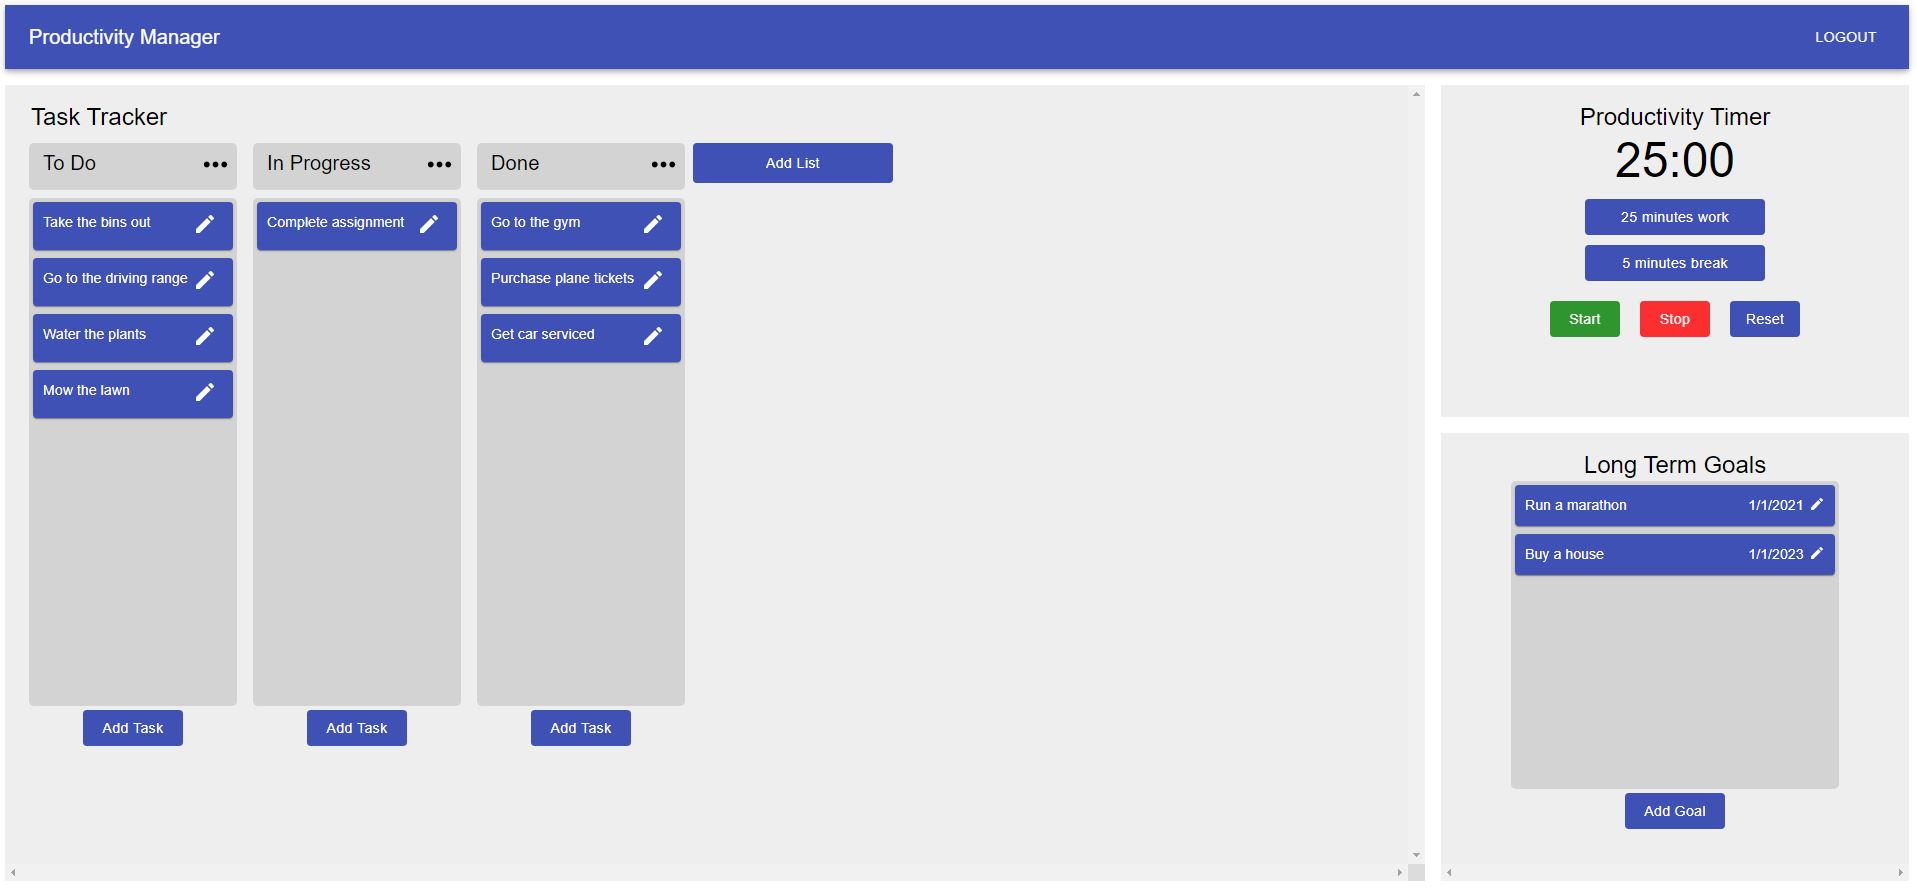 Productivity Manager
LOGOUT
Task Tracker
To Do
In Progress
Done
Add List
Take the bins out
Go to the driving range
Water the plants
Mow the lawn
Add Task
Complete assignment
Add Task
Go to the gym
Purchase plane tickets
Get car serviced
Add Task
Productivity Timer
25:00
25 minutes work
5 minutes break
Start Stop Reset
Long Term Goals
Run a marathon 1/1/2021
Buy a house 1/1/2023
Add Goal